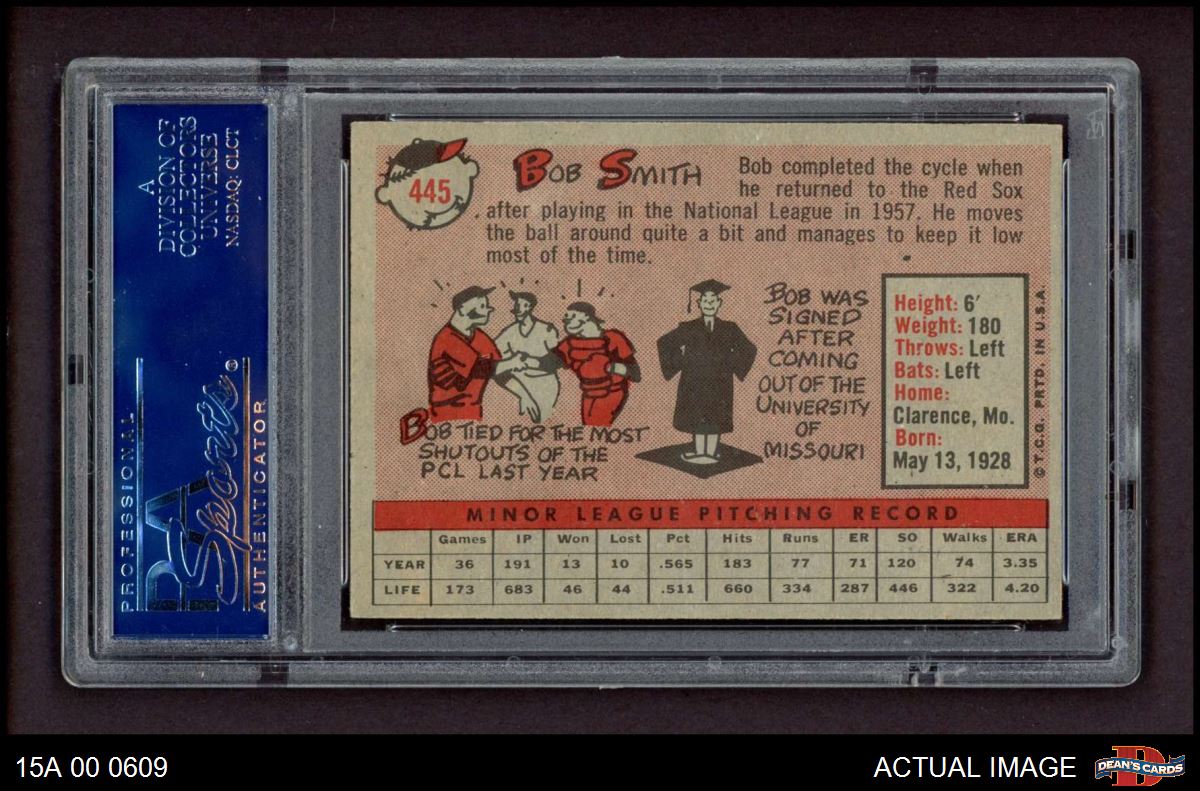 A
DIVISION OF
COLLECTORS
UNIVERSE
NASDAQ: CLCT
PROFESSIONAL
PSA
Sports®
AUTHENTICATOR
445
BOB SMITH
Bob completed the cycle when
he returned to the Red Sox
after playing in the National League in 1957. He moves
the ball around quite a bit and manages to keep it low
most of the time.
BOB TIED FOR THE MOST
SHUTOUTS OF THE
PCL LAST YEAR
BOB WAS
SIGNED
AFTER
COMING
OUT OF THE
UNIVERSITY
OF
MISSOURI
Height: 6'
Weight: 180
Throws: Left
Bats: Left
Home:
Clarence, Mo.
Born:
May 13, 1928
©T.C.G. PRTD. IN U.S.A.
MINOR LEAGUE PITCHING RECORD
Games IP Won Lost Pct Hits Runs ER SO Walks ERA
YEAR 36 191 13 10 .565 183 77 71 120 74 3.35
LIFE 173 683 46 44 .511 660 334 287 446 322 4.20
15A 00 0609
ACTUAL IMAGE
DEAN'S CARDS